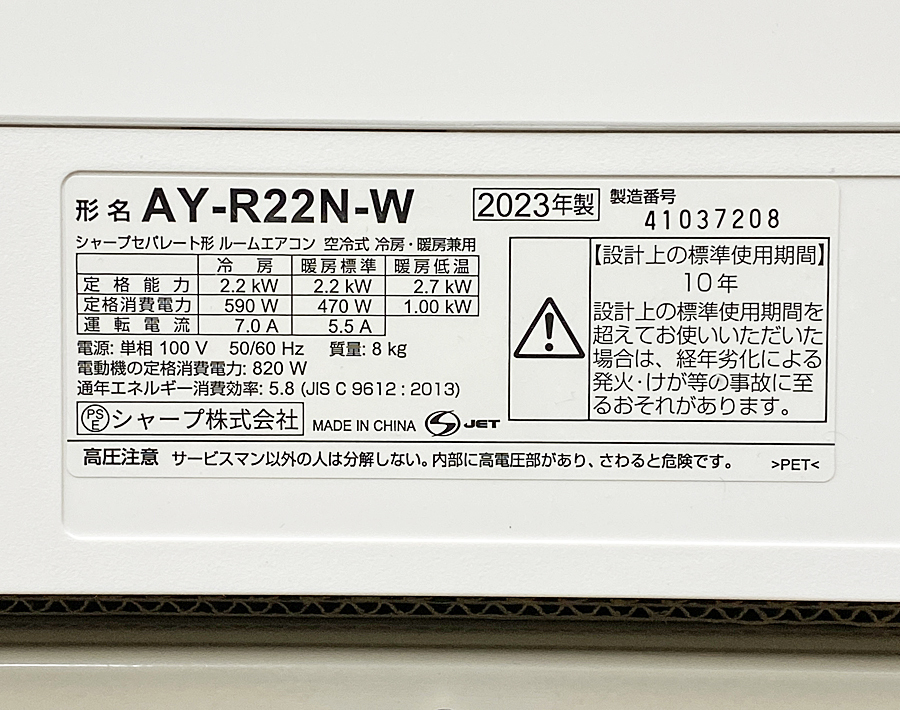 形名 AY-R22N-W 2023年製 製造番号 41037208
シャープセパレート形 ルームエアコン 空冷式 冷房・暖房兼用
冷房 暖房標準 暖房低温
定格能力 2.2 kW 2.2 kW 2.7 kW
定格消費電力 590 W 470 W 1.00 kW
運転電流 7.0 A 5.5 A
電源: 単相 100 V 50/60 Hz 質量: 8 kg
電動機の定格消費電力: 820 W
通年エネルギー消費効率: 5.8 (JIS C 9612 : 2013)
PSE シャープ株式会社 MADE IN CHINA JET
【設計上の標準使用期間】
10年
設計上の標準使用期間を
超えてお使いいただいた
場合は、経年劣化による
発火・けが等の事故に至
るおそれがあります。
高圧注意 サービスマン以外の人は分解しない。内部に高電圧部があり、さわると危険です。 >PET<